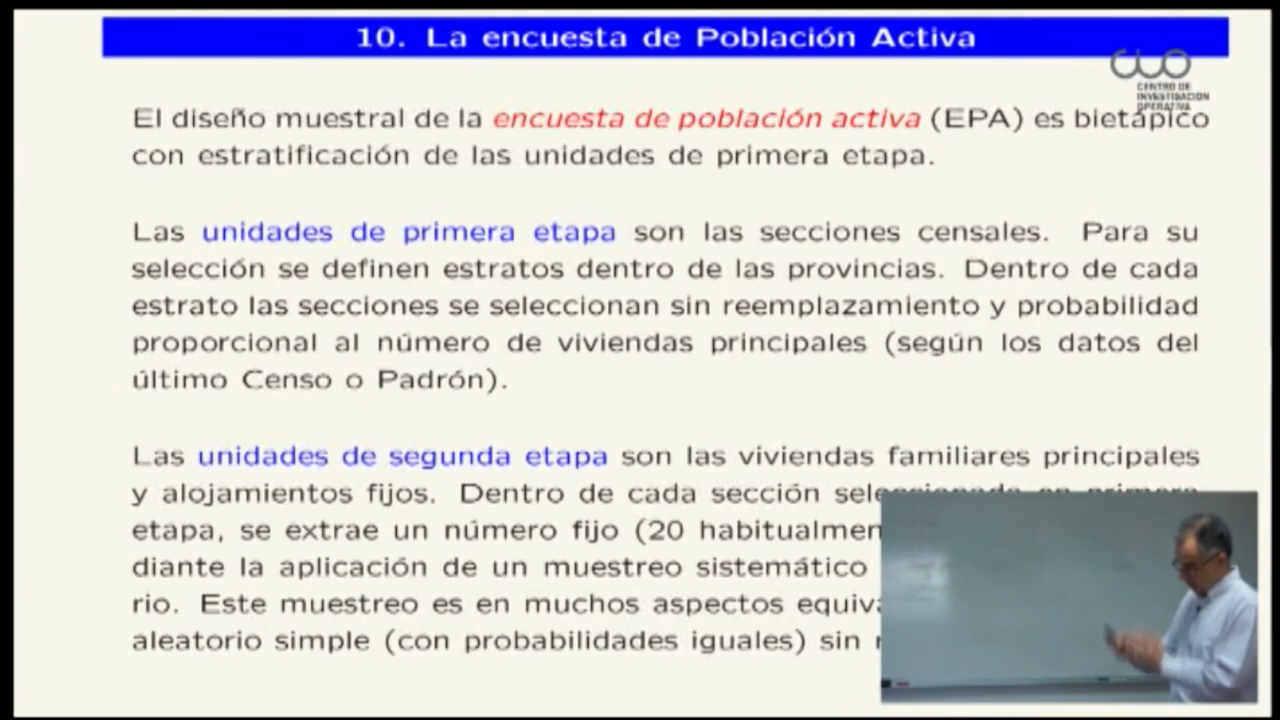 10. La encuesta de Población Activa
CENTRO DE
INVESTIGACIÓN
OPERATIVA
El diseño muestral de la encuesta de población activa (EPA) es bietápico
con estratificación de las unidades de primera etapa.
Las unidades de primera etapa son las secciones censales. Para su
selección se definen estratos dentro de las provincias. Dentro de cada
estrato las secciones se seleccionan sin reemplazamiento y probabilidad
proporcional al número de viviendas principales (según los datos del
último Censo o Padrón).
Las unidades de segunda etapa son las viviendas familiares principales
y alojamientos fijos. Dentro de cada sección seleccionada en primera
etapa, se extrae un número fijo (20 habitualmen
diante la aplicación de un muestreo sistemático
rio. Este muestreo es en muchos aspectos equiva
aleatorio simple (con probabilidades iguales) sin